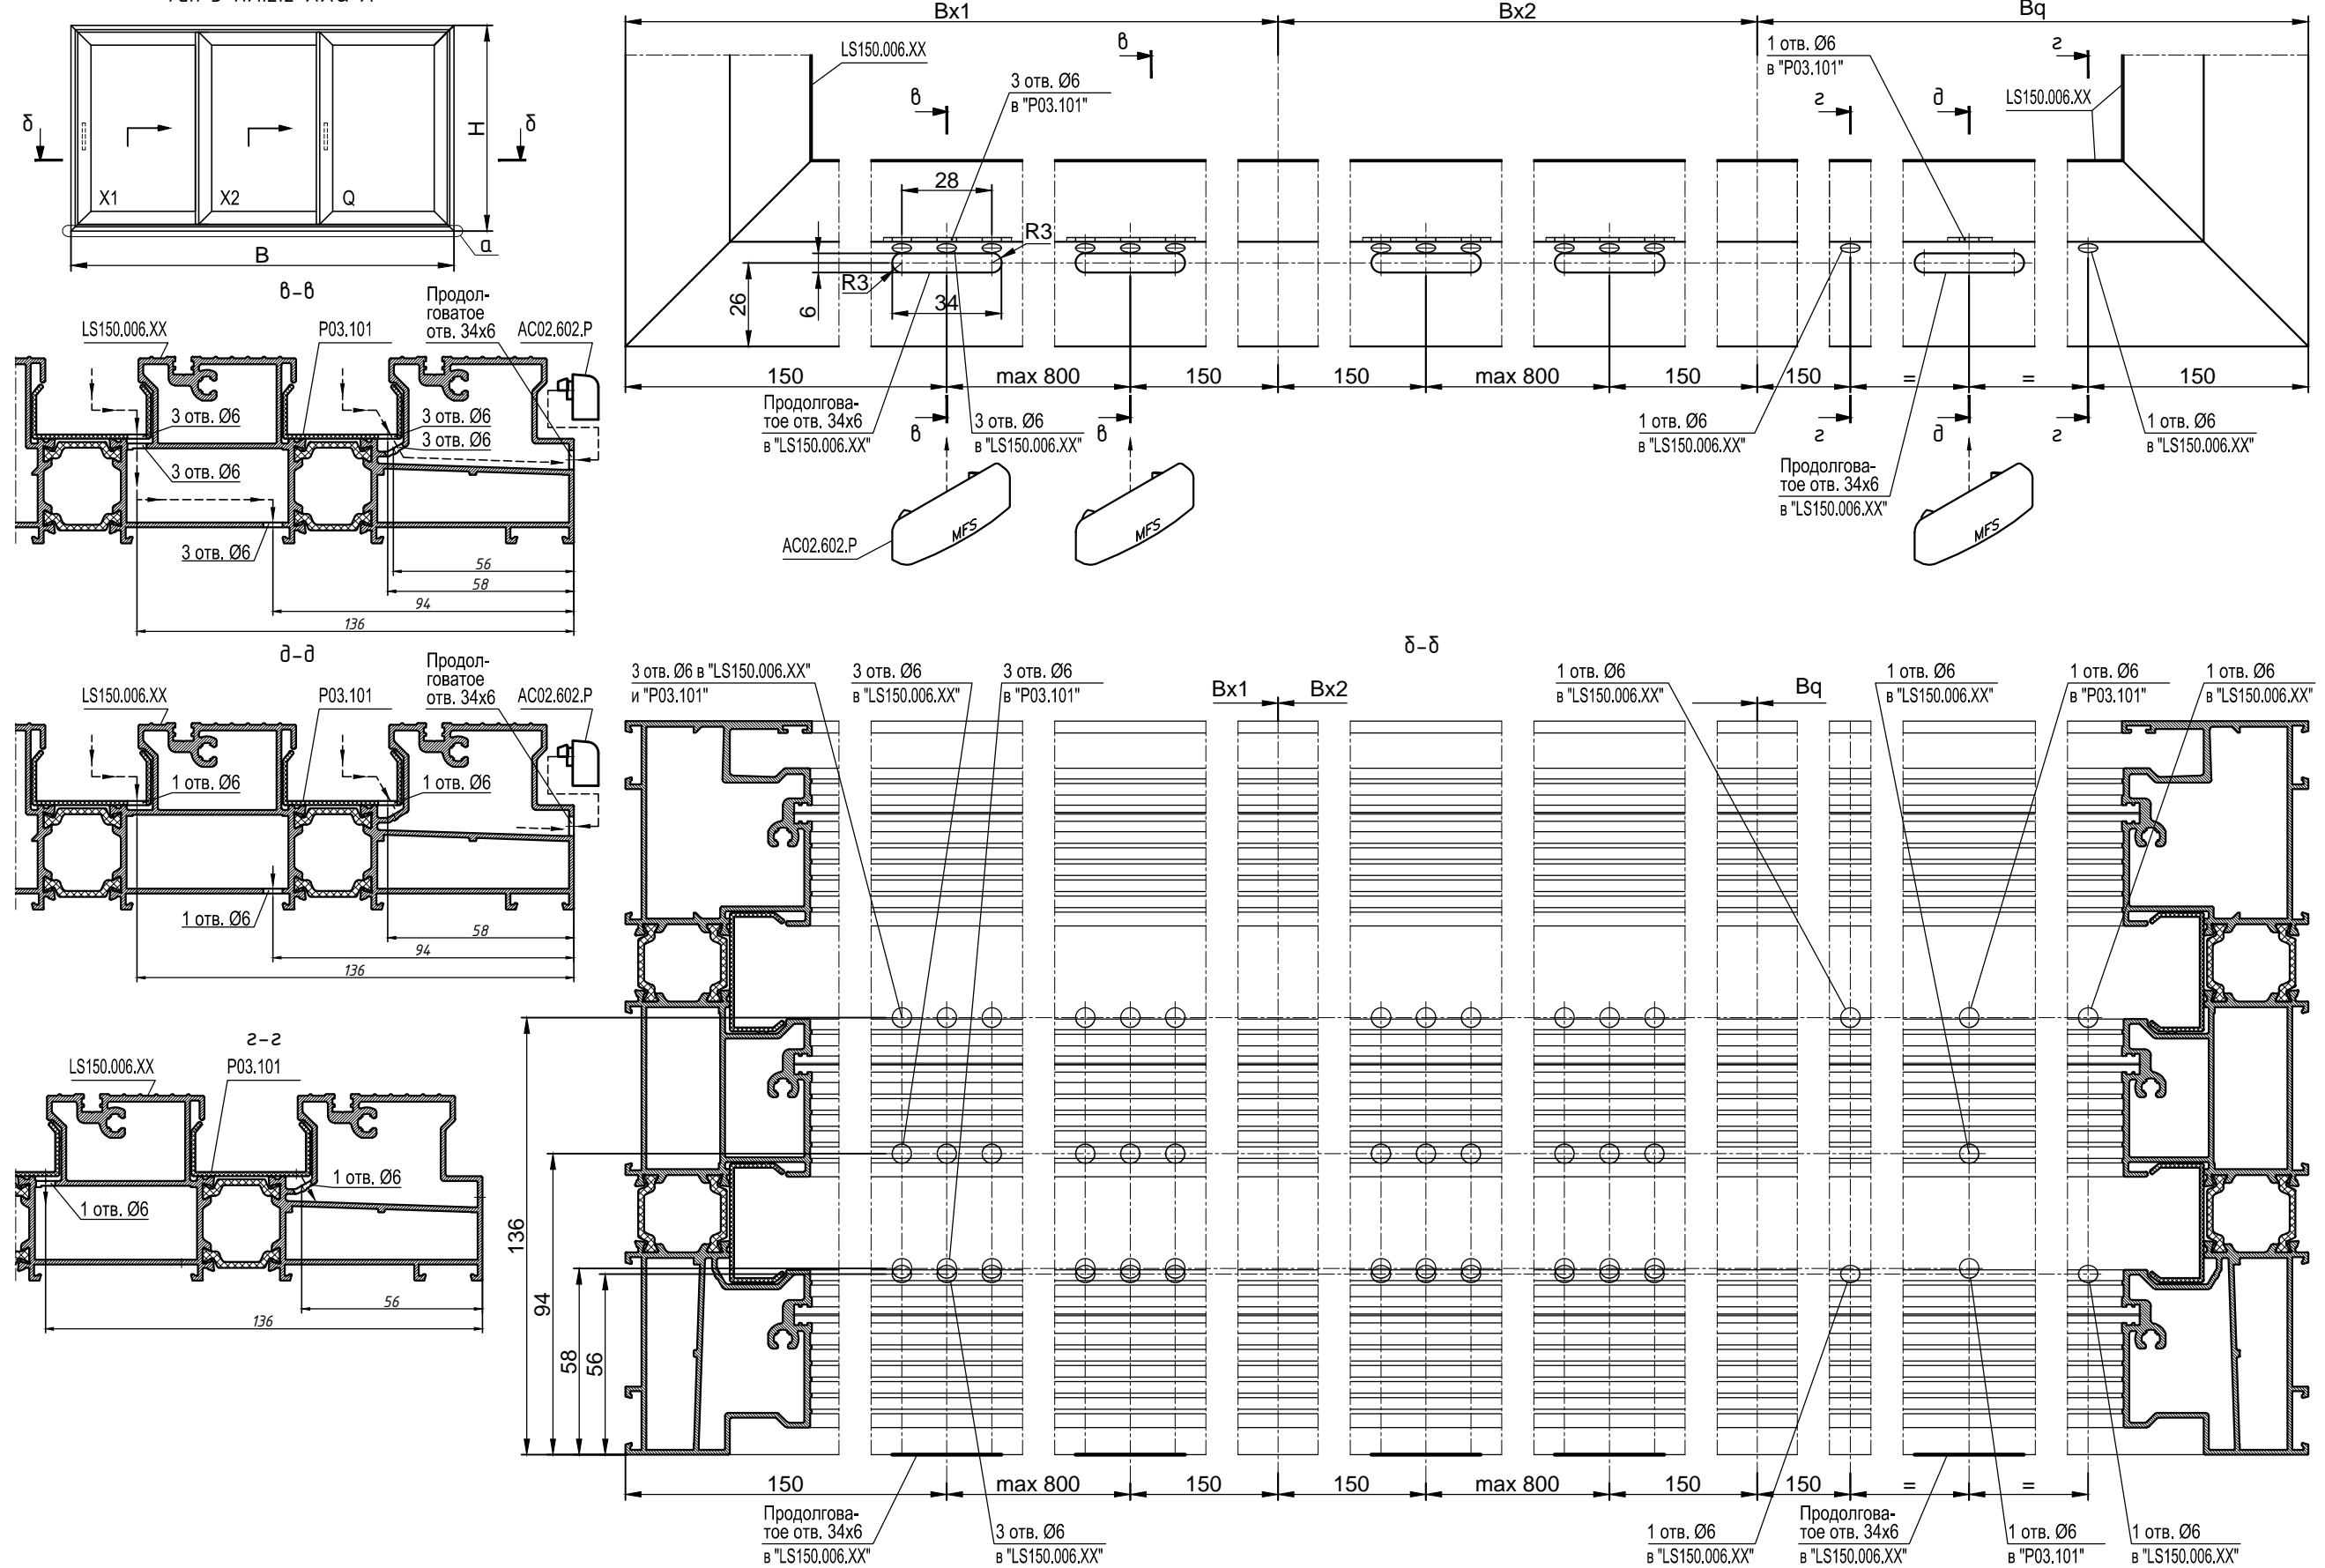 Bx1
Bx2
Bq
LS150.006.XX
3 отв. Ø6
в "P03.101"
в
в
1 отв. Ø6
в "P03.101"
г
г
д
LS150.006.XX
б
б
H
X1
X2
Q
B
а
28
R3
R3
34
6
26
150
max 800
150
150
max 800
150
150
=
=
150
Продолгова-
тое отв. 34x6
в "LS150.006.XX"
в
3 отв. Ø6
в "LS150.006.XX"
в
1 отв. Ø6
в "LS150.006.XX"
г
д
г
1 отв. Ø6
в "LS150.006.XX"
Продолгова-
тое отв. 34x6
в "LS150.006.XX"
AC02.602.P
MFS
MFS
MFS
в-в
LS150.006.XX
P03.101
Продол-
говатое
отв. 34x6
AC02.602.P
3 отв. Ø6
3 отв. Ø6
3 отв. Ø6
3 отв. Ø6
3 отв. Ø6
56
58
94
136
д-д
LS150.006.XX
P03.101
Продол-
говатое
отв. 34x6
AC02.602.P
1 отв. Ø6
1 отв. Ø6
1 отв. Ø6
58
94
136
г-г
LS150.006.XX
P03.101
1 отв. Ø6
1 отв. Ø6
56
136
б-б
3 отв. Ø6 в "LS150.006.XX"
и "P03.101"
3 отв. Ø6
в "LS150.006.XX"
3 отв. Ø6
в "P03.101"
Bx1
Bx2
1 отв. Ø6
в "LS150.006.XX"
Bq
1 отв. Ø6
в "LS150.006.XX"
1 отв. Ø6
в "P03.101"
1 отв. Ø6
в "LS150.006.XX"
136
94
58
56
150
max 800
150
150
max 800
150
150
=
=
Продолгова-
тое отв. 34x6
в "LS150.006.XX"
3 отв. Ø6
в "LS150.006.XX"
1 отв. Ø6
в "LS150.006.XX"
Продолгова-
тое отв. 34x6
в "LS150.006.XX"
1 отв. Ø6
в "P03.101"
1 отв. Ø6
в "LS150.006.XX"